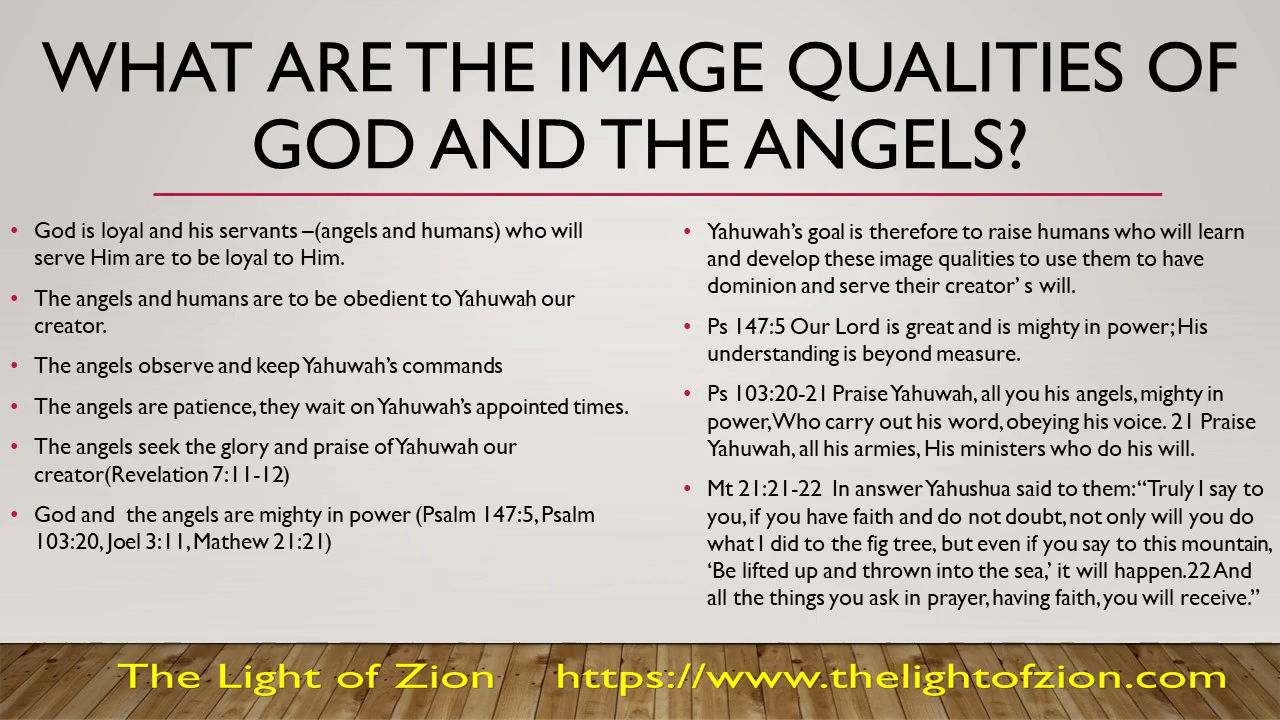 WHAT ARE THE IMAGE QUALITIES OF
GOD AND THE ANGELS?
• God is loyal and his servants –(angels and humans) who will
serve Him are to be loyal to Him.
• The angels and humans are to be obedient to Yahuwah our
creator.
• The angels observe and keep Yahuwah’s commands
• The angels are patience, they wait on Yahuwah’s appointed times.
• The angels seek the glory and praise of Yahuwah our
creator(Revelation 7:11-12)
• God and the angels are mighty in power (Psalm 147:5, Psalm
103:20, Joel 3:11, Mathew 21:21)
• Yahuwah’s goal is therefore to raise humans who will learn
and develop these image qualities to use them to have
dominion and serve their creator’ s will.
• Ps 147:5 Our Lord is great and is mighty in power; His
understanding is beyond measure.
• Ps 103:20-21 Praise Yahuwah, all you his angels, mighty in
power, Who carry out his word, obeying his voice. 21 Praise
Yahuwah, all his armies, His ministers who do his will.
• Mt 21:21-22 In answer Yahushua said to them: “Truly I say to
you, if you have faith and do not doubt, not only will you do
what I did to the fig tree, but even if you say to this mountain,
‘Be lifted up and thrown into the sea,’ it will happen.22 And
all the things you ask in prayer, having faith, you will receive.”
The Light of Zion https://www.thelightofzion.com